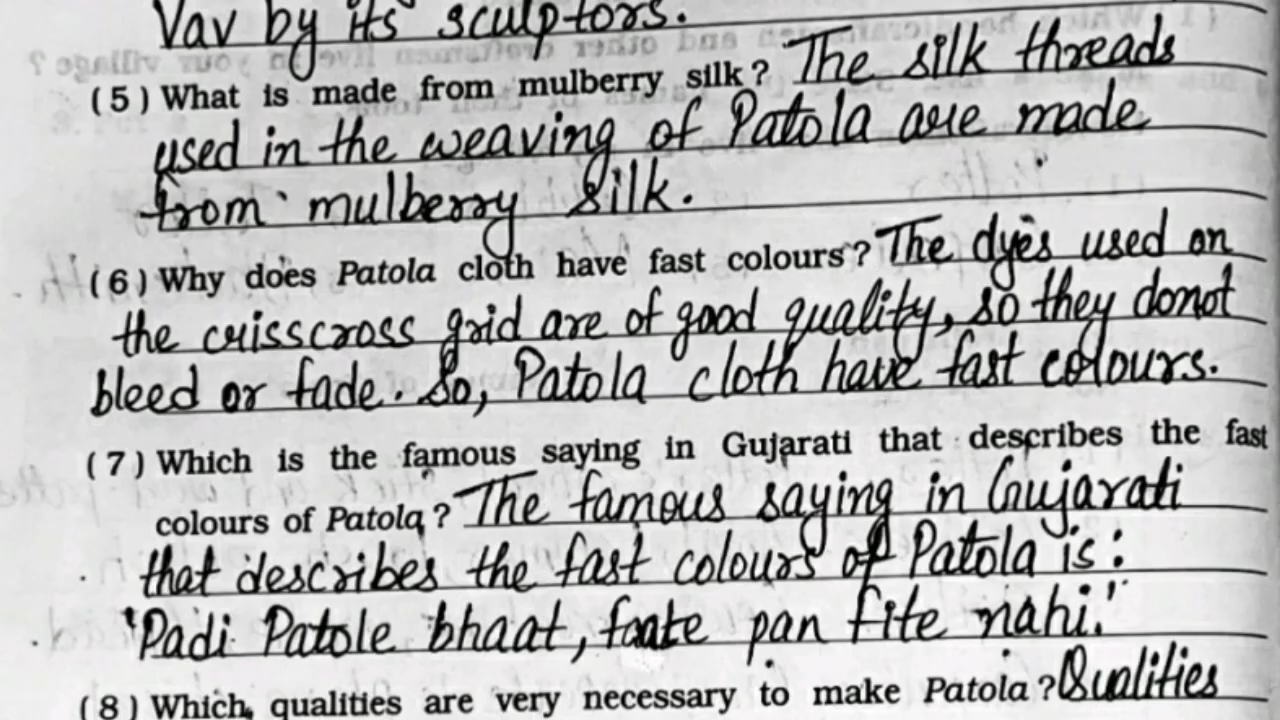 Vav by its sculptors.
(5) What is made from mulberry silk? The silk threads
used in the weaving of Patola are made
from mulberry silk.
(6) Why does Patola cloth have fast colours? The dyes used on
the crisscross grid are of good quality, so they donot
bleed or fade. So, Patola cloth have fast colours.
(7) Which is the famous saying in Gujarati that describes the fast
colours of Patola? The famous saying in Gujarati
that describes the fast colours of Patola is:
'Padi Patole bhaat, faate pan fite nahi.'
(8) Which qualities are very necessary to make Patola? Qualities